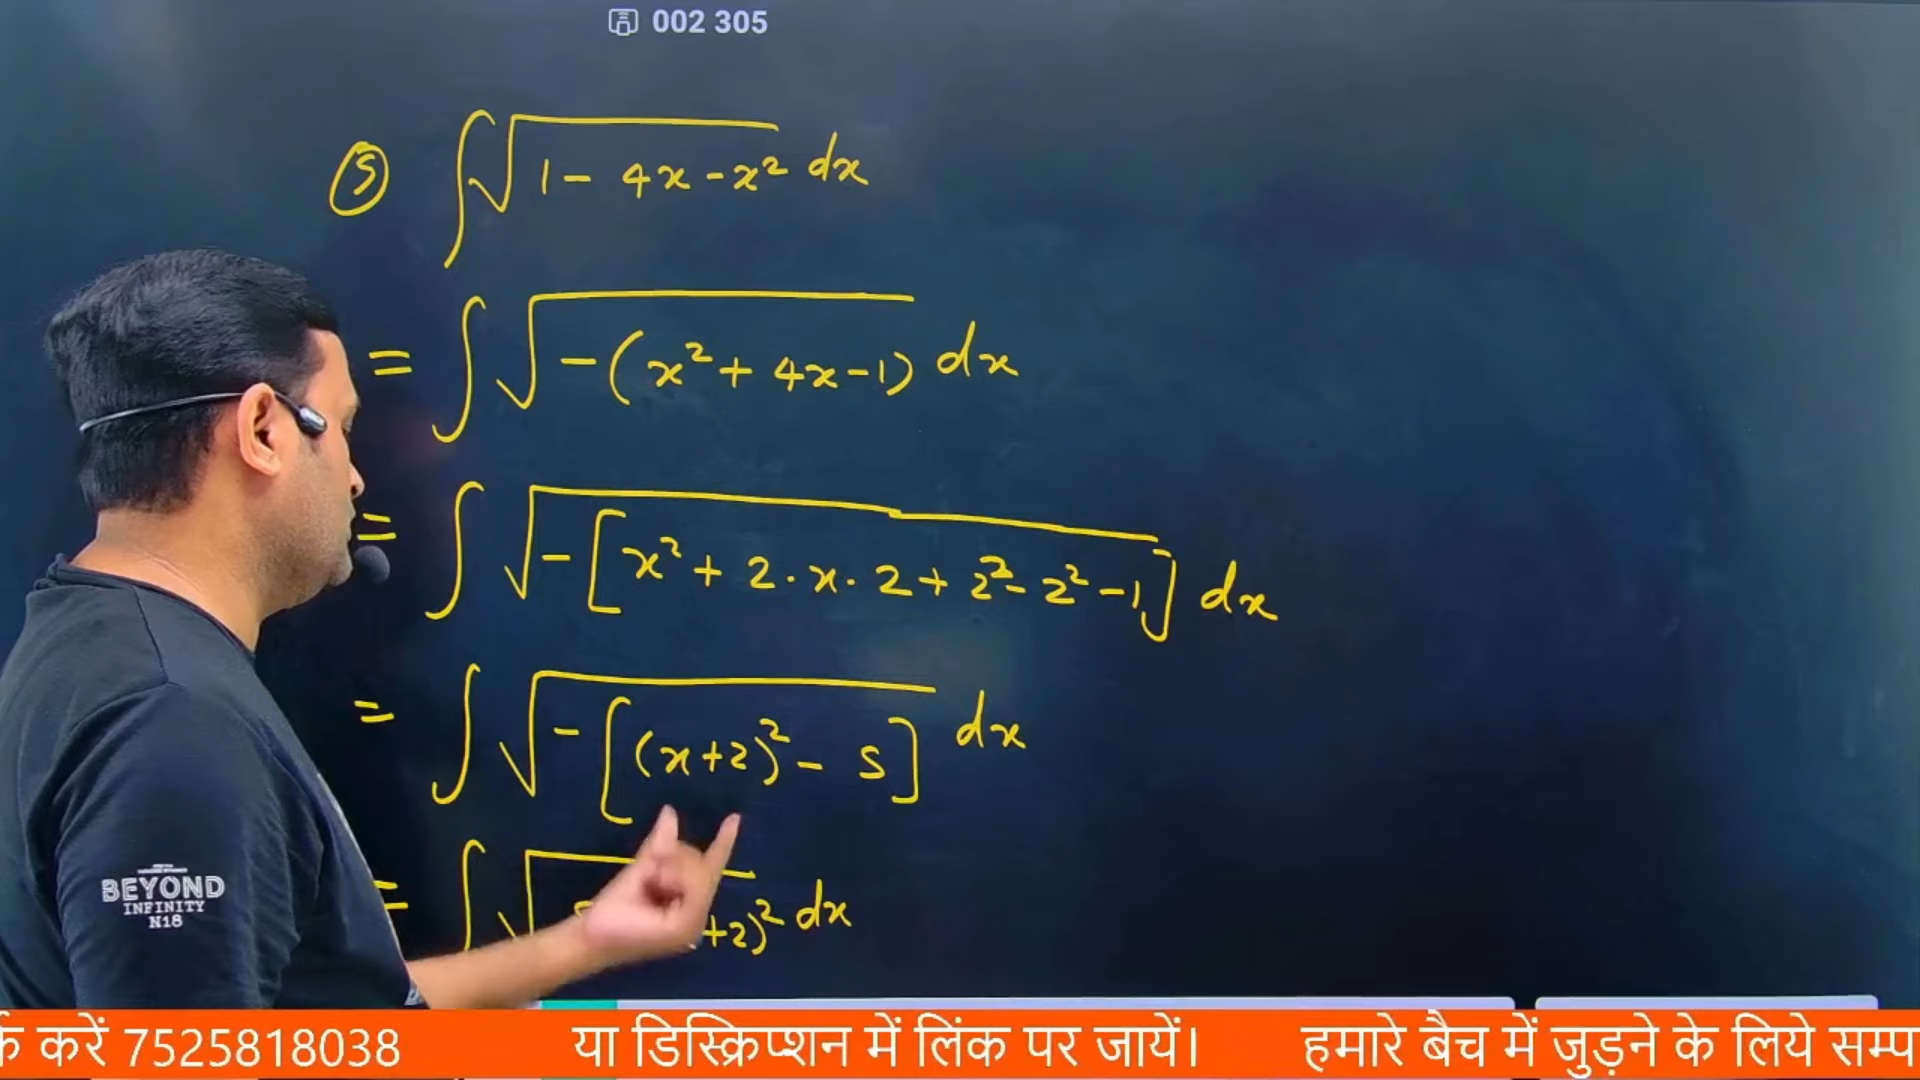 002 305
⑤ ∫√1 - 4x - x² dx
= ∫√-(x² + 4x - 1) dx
= ∫√-[x² + 2·x·2 + 2² - 2² - 1] dx
= ∫√-[(x+2)² - 5] dx
= ∫√ +2)² dx
BEYOND
INFINITY
N18
करें 7525818038 या डिस्क्रिप्शन में लिंक पर जायें। हमारे बैच में जुड़ने के लिये सम्प